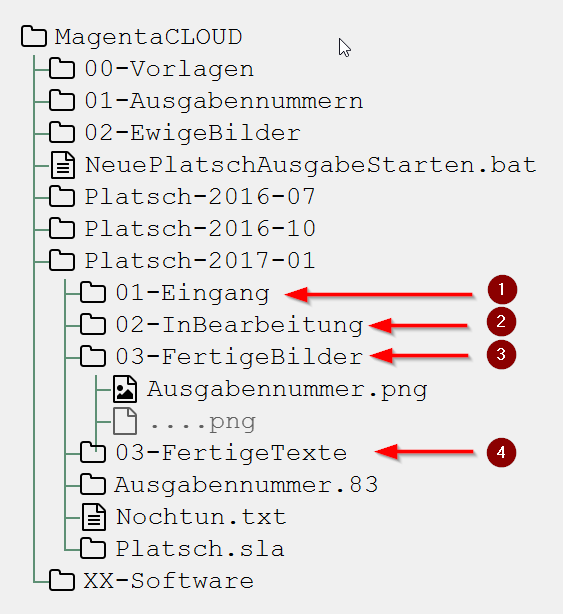 MagentaCLOUD
00-Vorlagen
01-Ausgabennummern
02-EwigeBilder
NeuePlatschAusgabeStarten.bat
Platsch-2016-07
Platsch-2016-10
Platsch-2017-01
01-Eingang 1
02-InBearbeitung 2
03-FertigeBilder 3
Ausgabennummer.png
....png
03-FertigeTexte 4
Ausgabennummer.83
Nochtun.txt
Platsch.sla
XX-Software